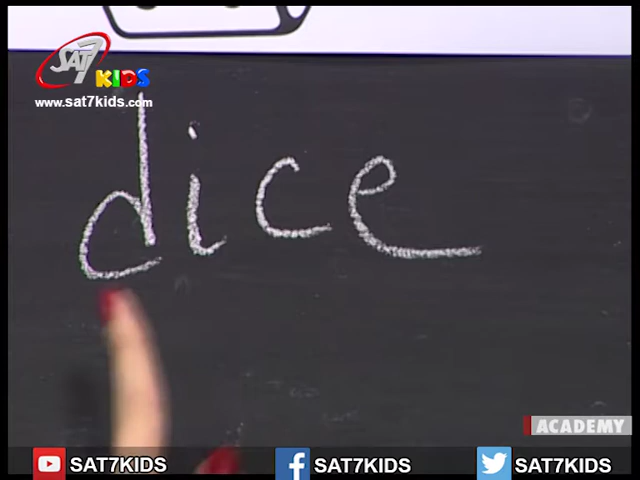 SAT7
KIDS
www.sat7kids.com
dice
ACADEMY
SAT7KIDS
SAT7KIDS
SAT7KIDS